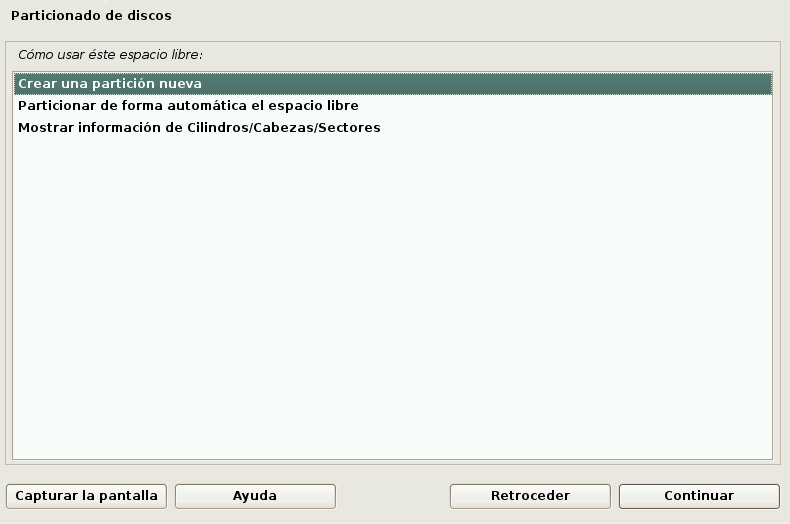 Particionado de discos
Cómo usar éste espacio libre:
Crear una partición nueva
Particionar de forma automática el espacio libre
Mostrar información de Cilindros/Cabezas/Sectores
Capturar la pantalla
Ayuda
Retroceder
Continuar